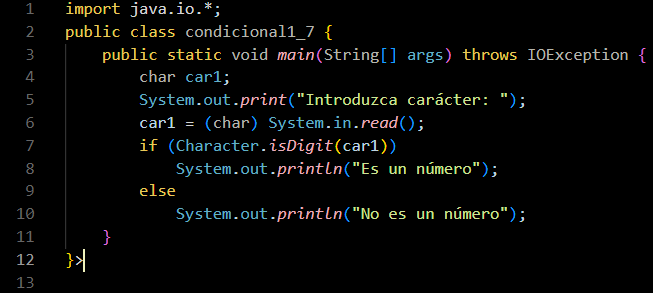 1 import java.io.*;
2 public class condicional1_7 {
3 public static void main(String[] args) throws IOException {
4 char car1;
5 System.out.print("Introduzca carácter: ");
6 car1 = (char) System.in.read();
7 if (Character.isDigit(car1))
8 System.out.println("Es un número");
9 else
10 System.out.println("No es un número");
11 }
12 }>
13